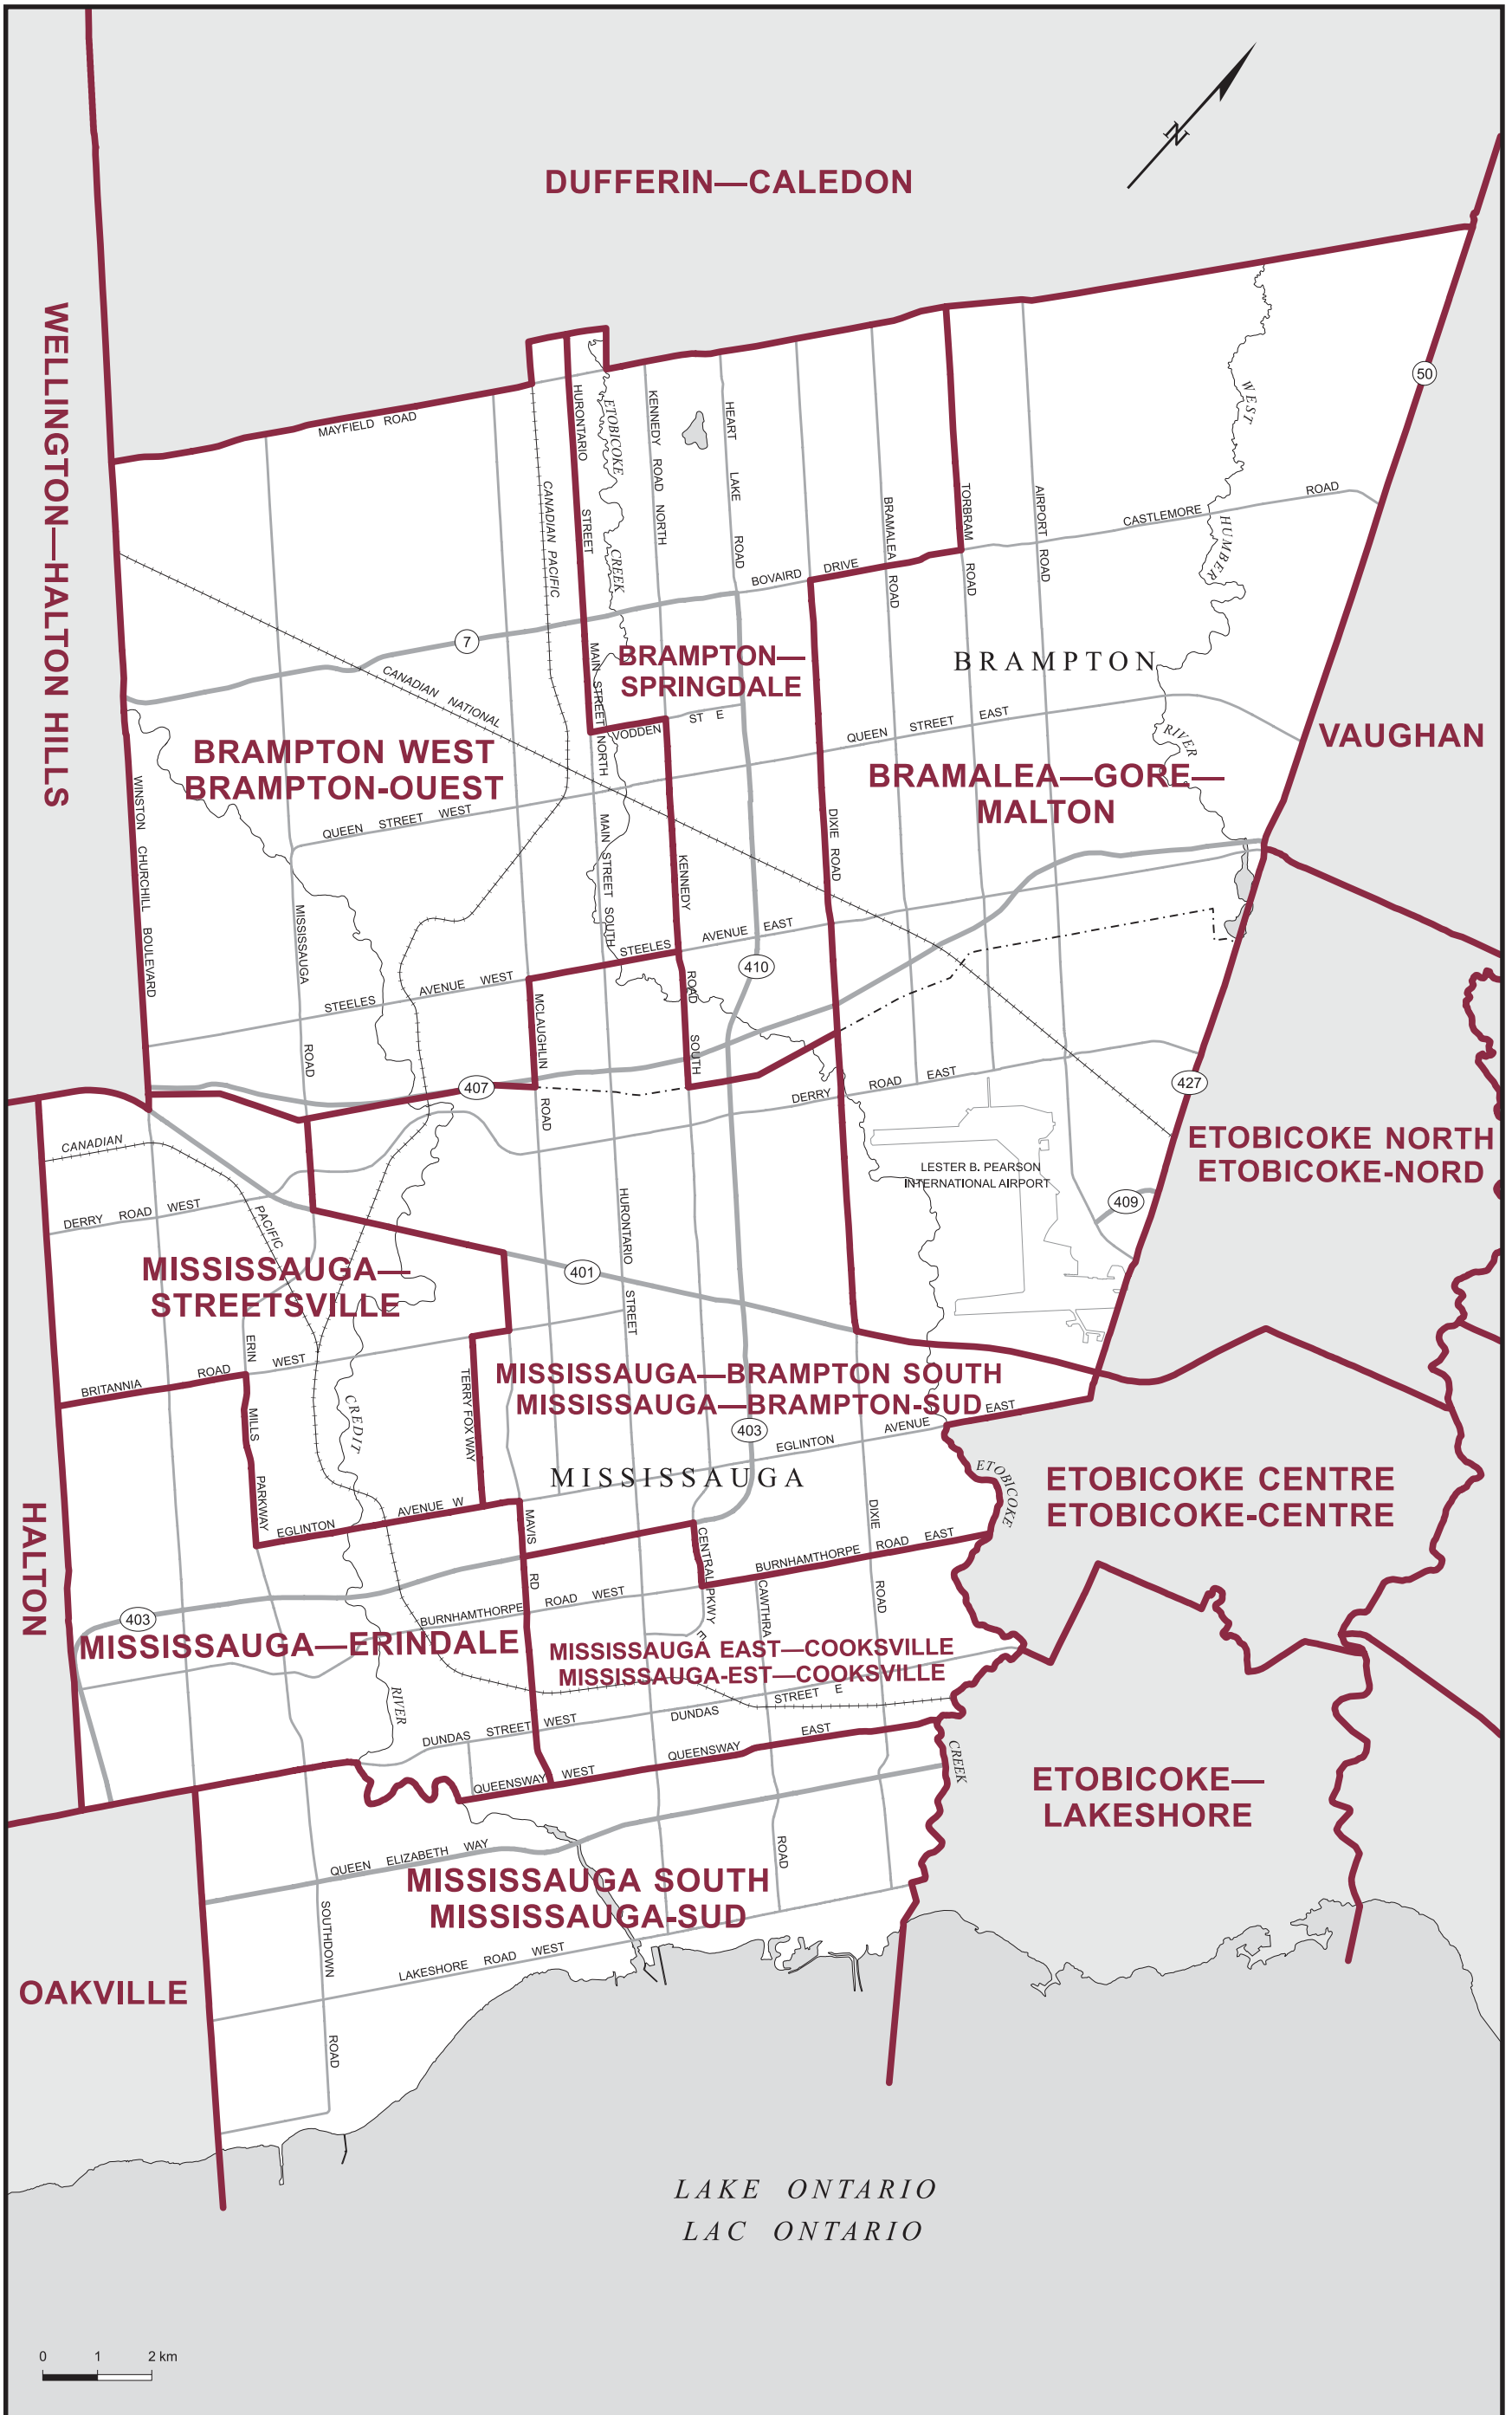 N
DUFFERIN—CALEDON
WELLINGTON—HALTON HILLS
50
MAYFIELD ROAD
HURONTARIO
STREET
ETOBICOKE
CREEK
KENNEDY ROAD NORTH
HEART LAKE ROAD
CANADIAN PACIFIC
BRAMALEA
ROAD
TORBRAM
ROAD
AIRPORT
ROAD
WEST
HUMBER
RIVER
CASTLEMORE ROAD
BOVAIRD DRIVE
7
CANADIAN NATIONAL
MAIN STREET NORTH
BRAMPTON—
SPRINGDALE
VODDEN ST E
BRAMPTON
QUEEN STREET EAST
VAUGHAN
BRAMPTON WEST
BRAMPTON-OUEST
BRAMALEA—GORE—
MALTON
QUEEN STREET WEST
WINSTON CHURCHILL BOULEVARD
MISSISSAUGA
ROAD
MAIN STREET SOUTH
KENNEDY
ROAD
SOUTH
DIXIE ROAD
STEELES AVENUE EAST
STEELES AVENUE WEST
410
MCLAUGHLIN
ROAD
407
427
DERRY ROAD EAST
CANADIAN
PACIFIC
DERRY ROAD WEST
LESTER B. PEARSON
INTERNATIONAL AIRPORT
409
ETOBICOKE NORTH
ETOBICOKE-NORD
HURONTARIO
STREET
401
MISSISSAUGA—
STREETSVILLE
ERIN
MILLS
PARKWAY
BRITANNIA ROAD WEST
TERRY FOX WAY
CREDIT
RIVER
MISSISSAUGA—BRAMPTON SOUTH
MISSISSAUGA—BRAMPTON-SUD
403
EGLINTON AVENUE EAST
MISSISSAUGA
ETOBICOKE
CREEK
ETOBICOKE CENTRE
ETOBICOKE-CENTRE
HALTON
EGLINTON AVENUE W
MAVIS
RD
CENTRAL PKWY E
DIXIE
ROAD
BURNHAMTHORPE ROAD EAST
CAWTHRA
ROAD
BURNHAMTHORPE ROAD WEST
403
MISSISSAUGA—ERINDALE
MISSISSAUGA EAST—COOKSVILLE
MISSISSAUGA-EST—COOKSVILLE
DUNDAS STREET WEST
DUNDAS STREET E
QUEENSWAY WEST
QUEENSWAY EAST
ETOBICOKE—
LAKESHORE
QUEEN ELIZABETH WAY
MISSISSAUGA SOUTH
MISSISSAUGA-SUD
SOUTHDOWN
ROAD
LAKESHORE ROAD WEST
OAKVILLE
LAKE ONTARIO
LAC ONTARIO
0 1 2 km